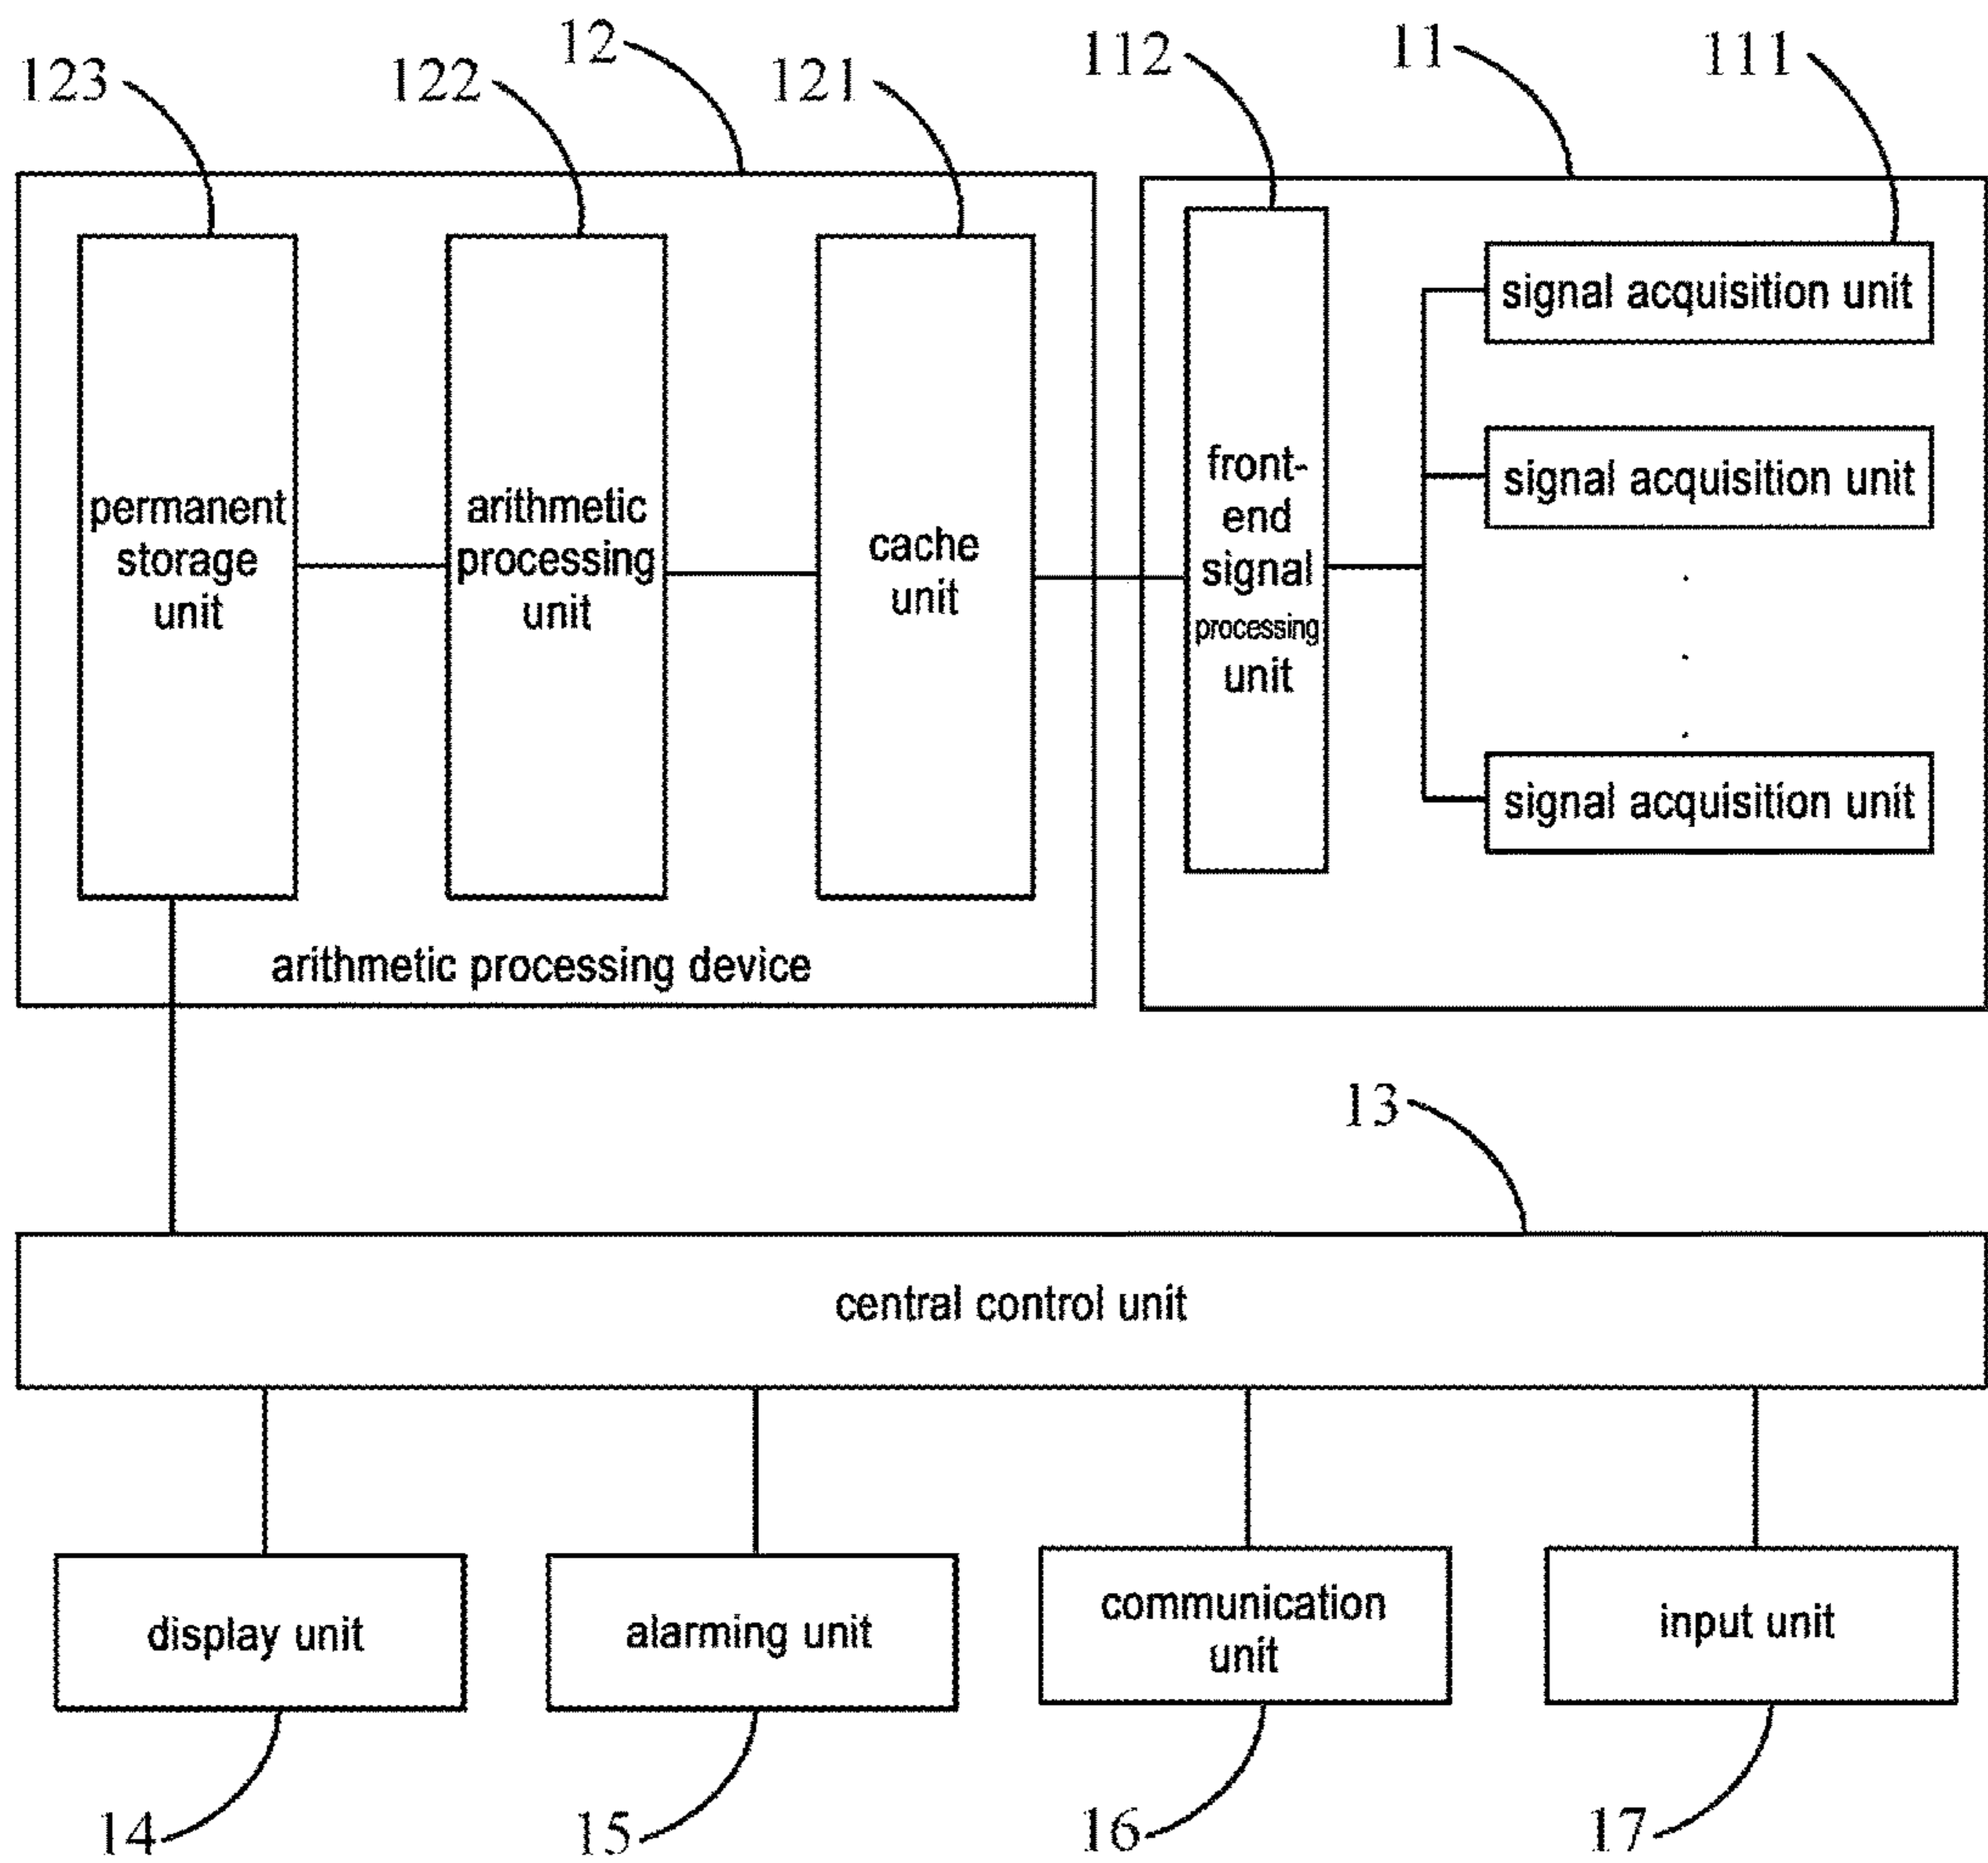 12
112
11
111
123
122
121
signal acquisition unit
signal acquisition unit
.
.
.
signal acquisition unit
permanent
storage
unit
arithmetic
processing
unit
cache
unit
front-
end
signal
processing
unit
arithmetic processing device
13
central control unit
display unit
alarming unit
communication
unit
input unit
14
15
16
17